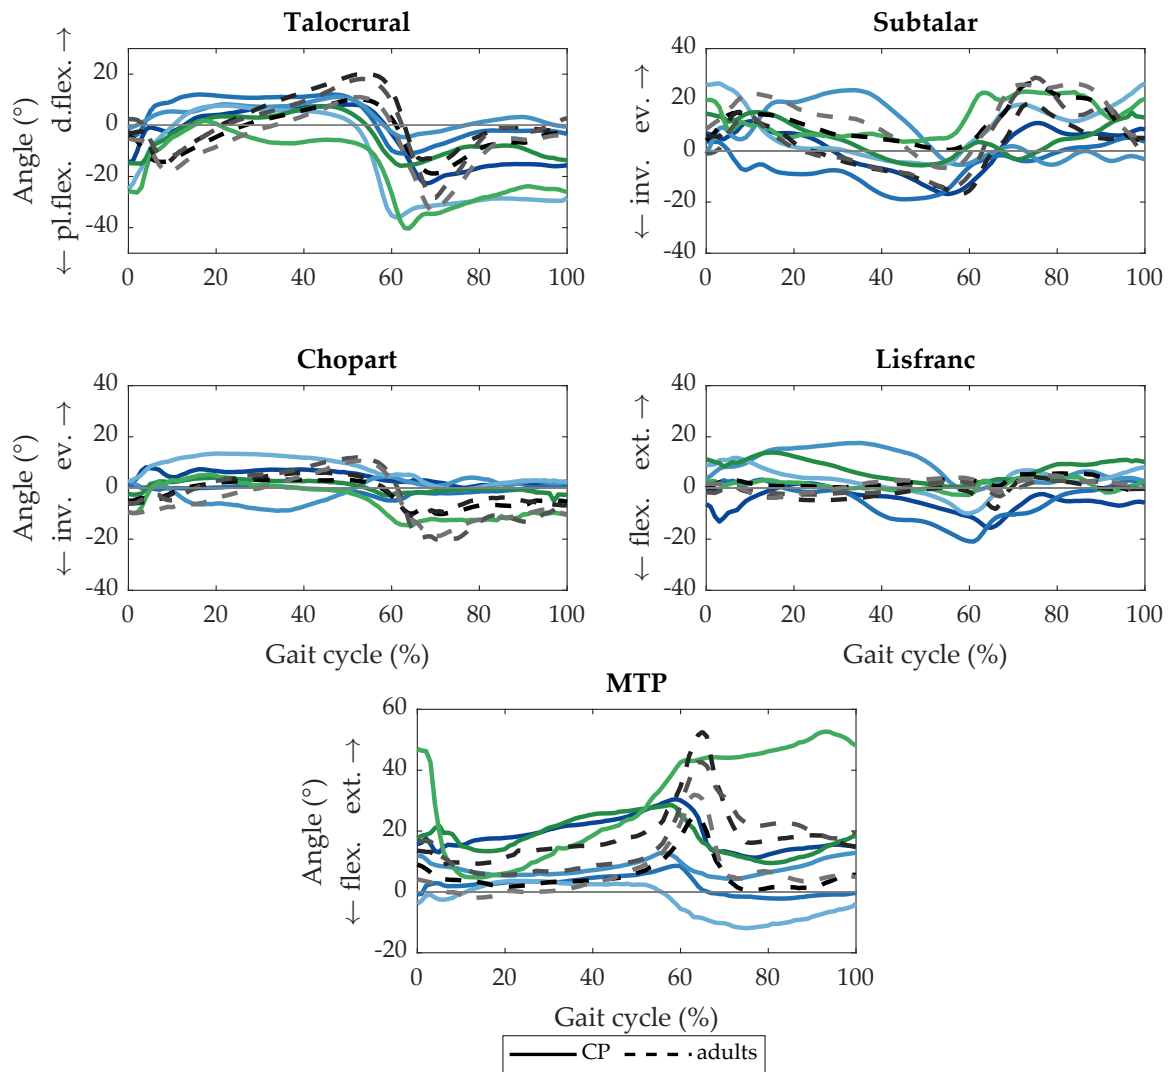 Talocrural
Subtalar
Angle (°)
← pl.flex. d.flex. →
20
0
-20
-40
0 20 40 60 80 100
← inv. ev. →
40
20
0
-20
-40
0 20 40 60 80 100
Chopart
Lisfranc
Angle (°)
← inv. ev. →
40
20
0
-20
-40
0 20 40 60 80 100
Gait cycle (%)
← flex. ext. →
40
20
0
-20
-40
0 20 40 60 80 100
Gait cycle (%)
MTP
Angle (°)
← flex. ext. →
60
40
20
0
-20
0 20 40 60 80 100
Gait cycle (%)
CP adults